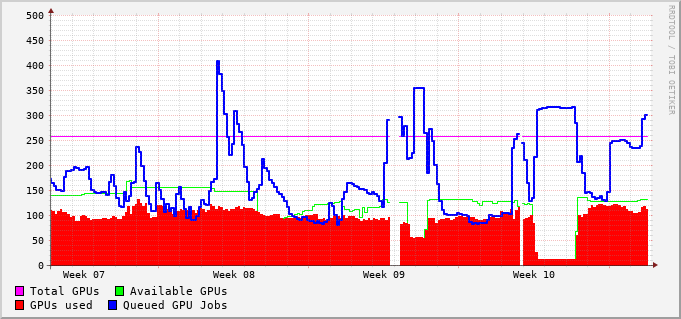 500
450
400
350
300
250
200
150
100
50
0
Week 07 Week 08 Week 09 Week 10
Total GPUs Available GPUs
GPUs used Queued GPU Jobs
RRDTOOL / TOBI OETIKER